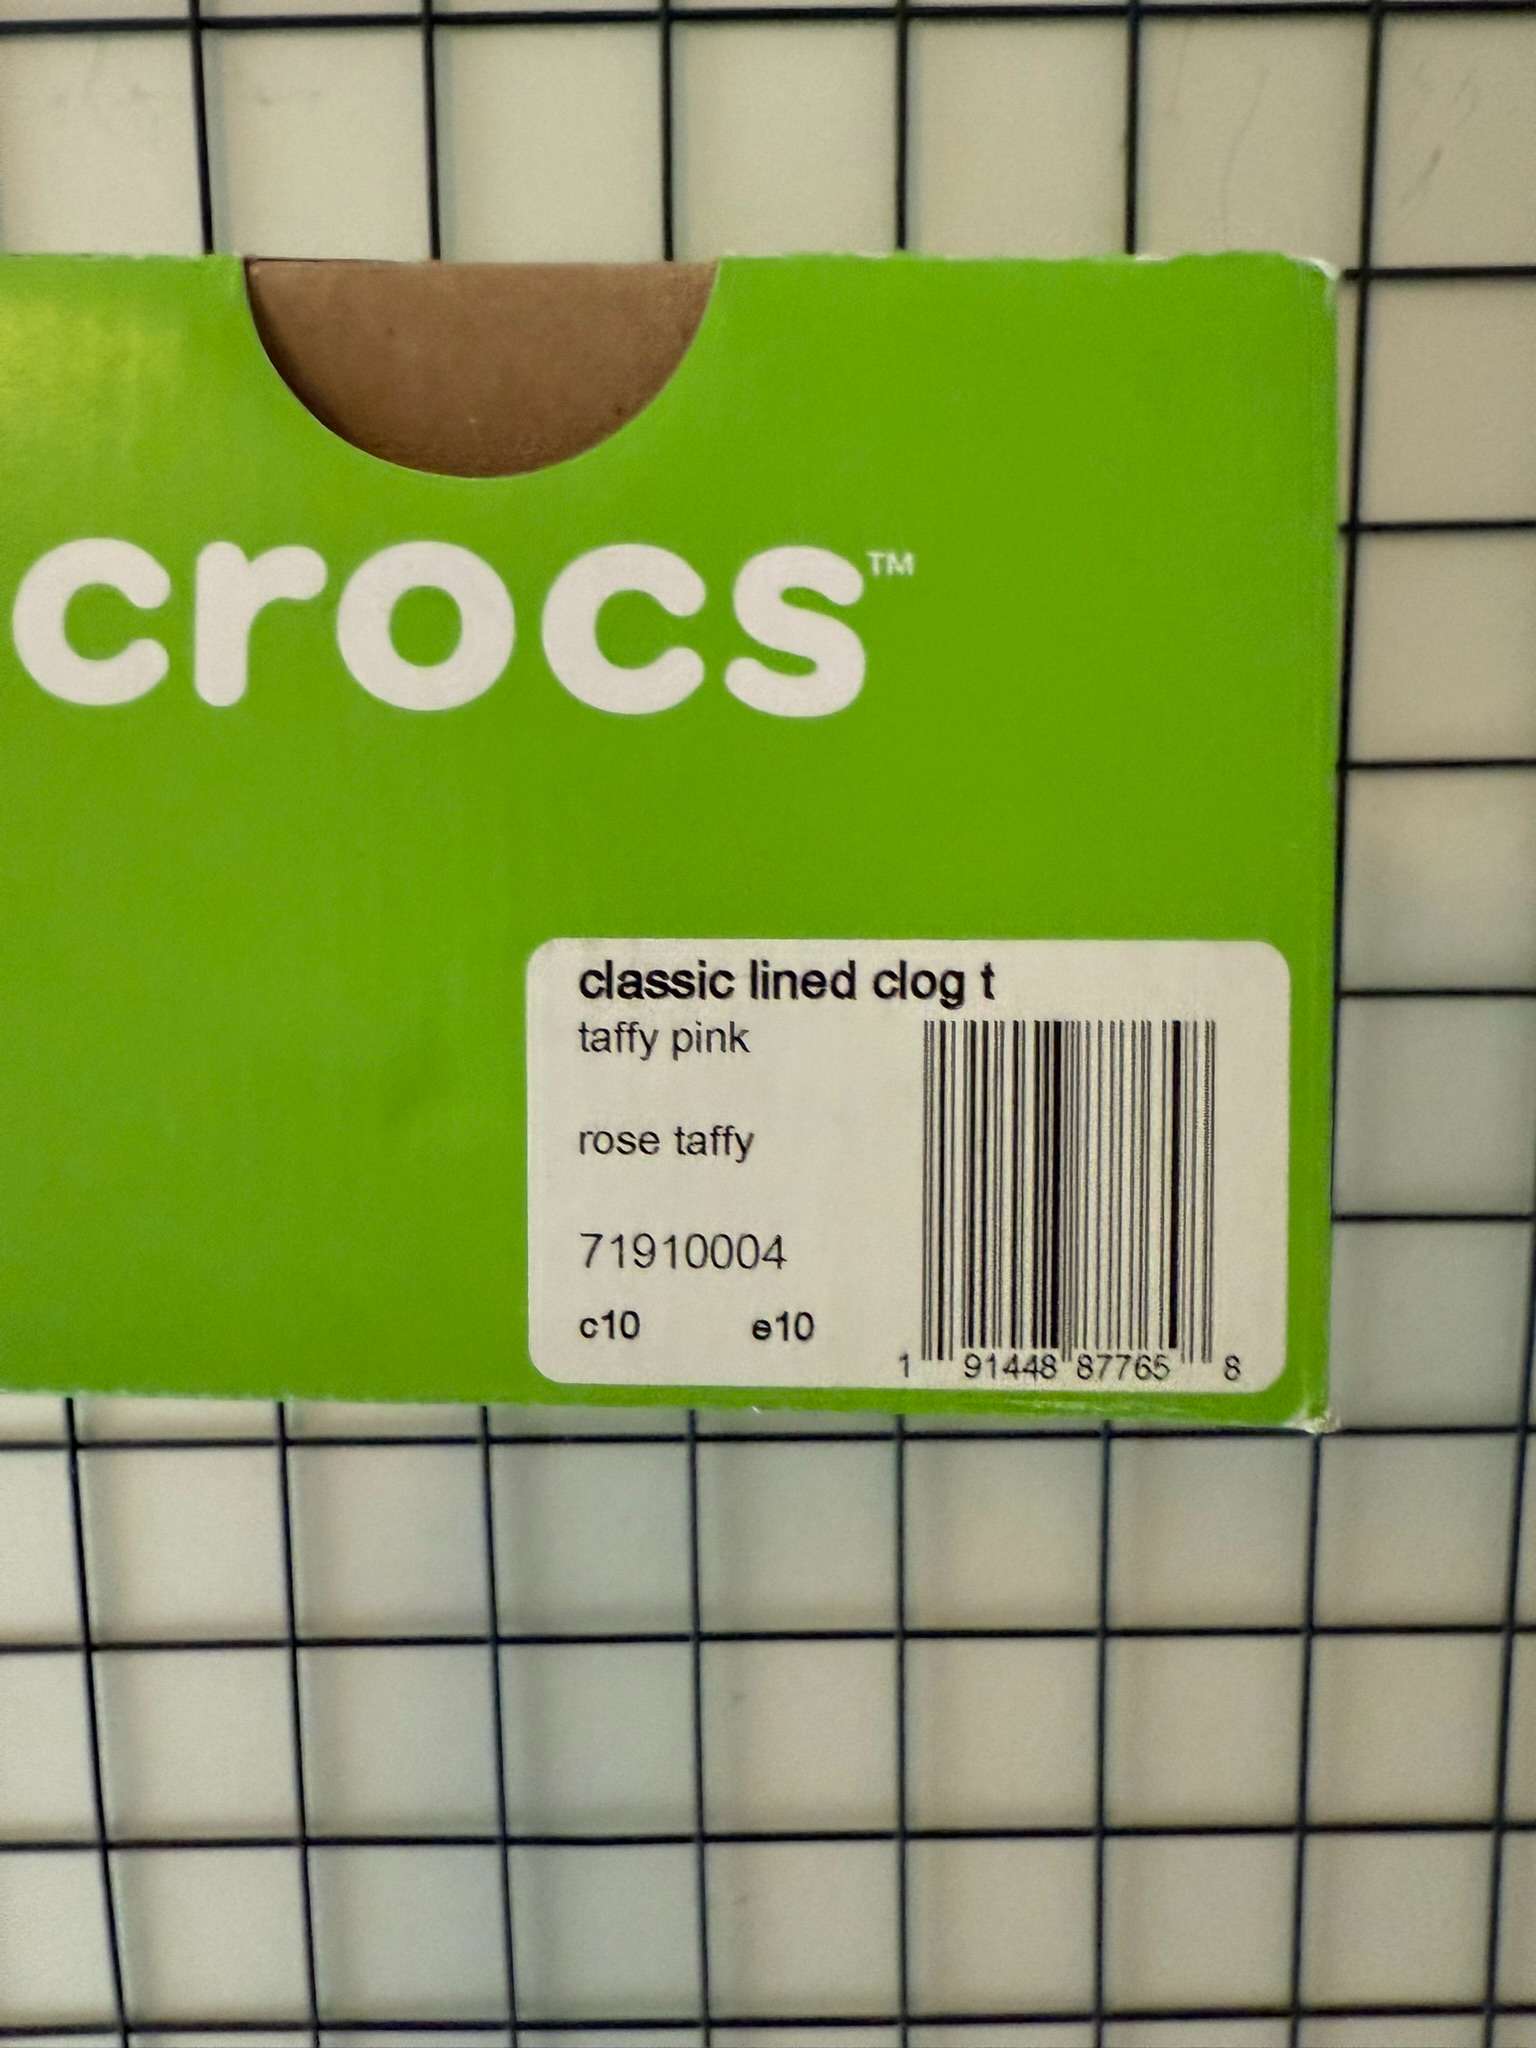 crocs™
classic lined clog t
taffy pink
rose taffy
71910004
c10 e10
1 91448 87765 8